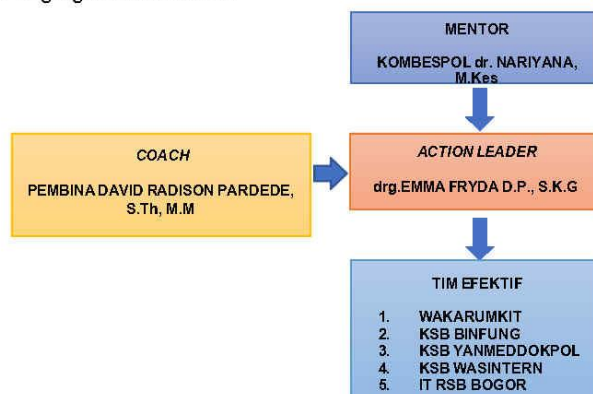 MENTOR
KOMBESPOL dr. NARIYANA,
M.Kes
COACH
PEMBINA DAVID RADISON PARDEDE,
S.Th, M.M
ACTION LEADER
drg.EMMA FRYDA D.P., S.K.G
TIM EFEKTIF
1. WAKARUMKIT
2. KSB BINFUNG
3. KSB YANMEDDOKPOL
4. KSB WASINTERN
5. IT RSB BOGOR